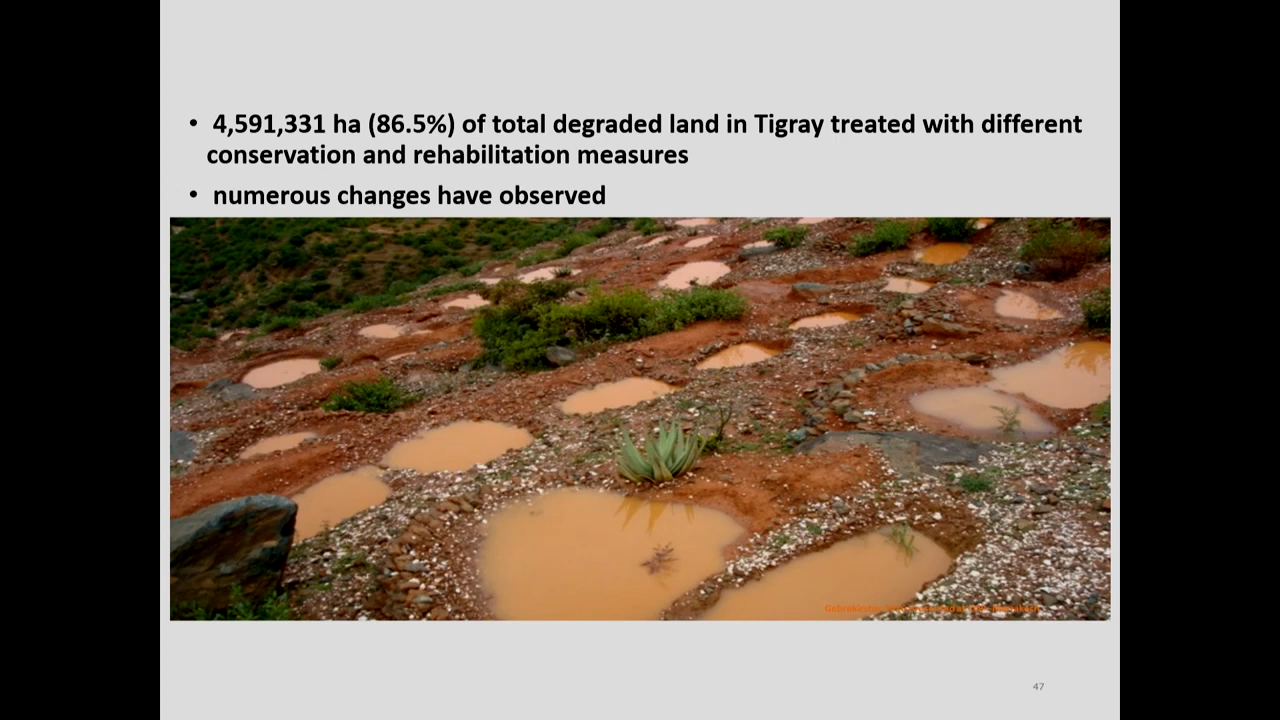 • 4,591,331 ha (86.5%) of total degraded land in Tigray treated with different
conservation and rehabilitation measures
• numerous changes have observed
47